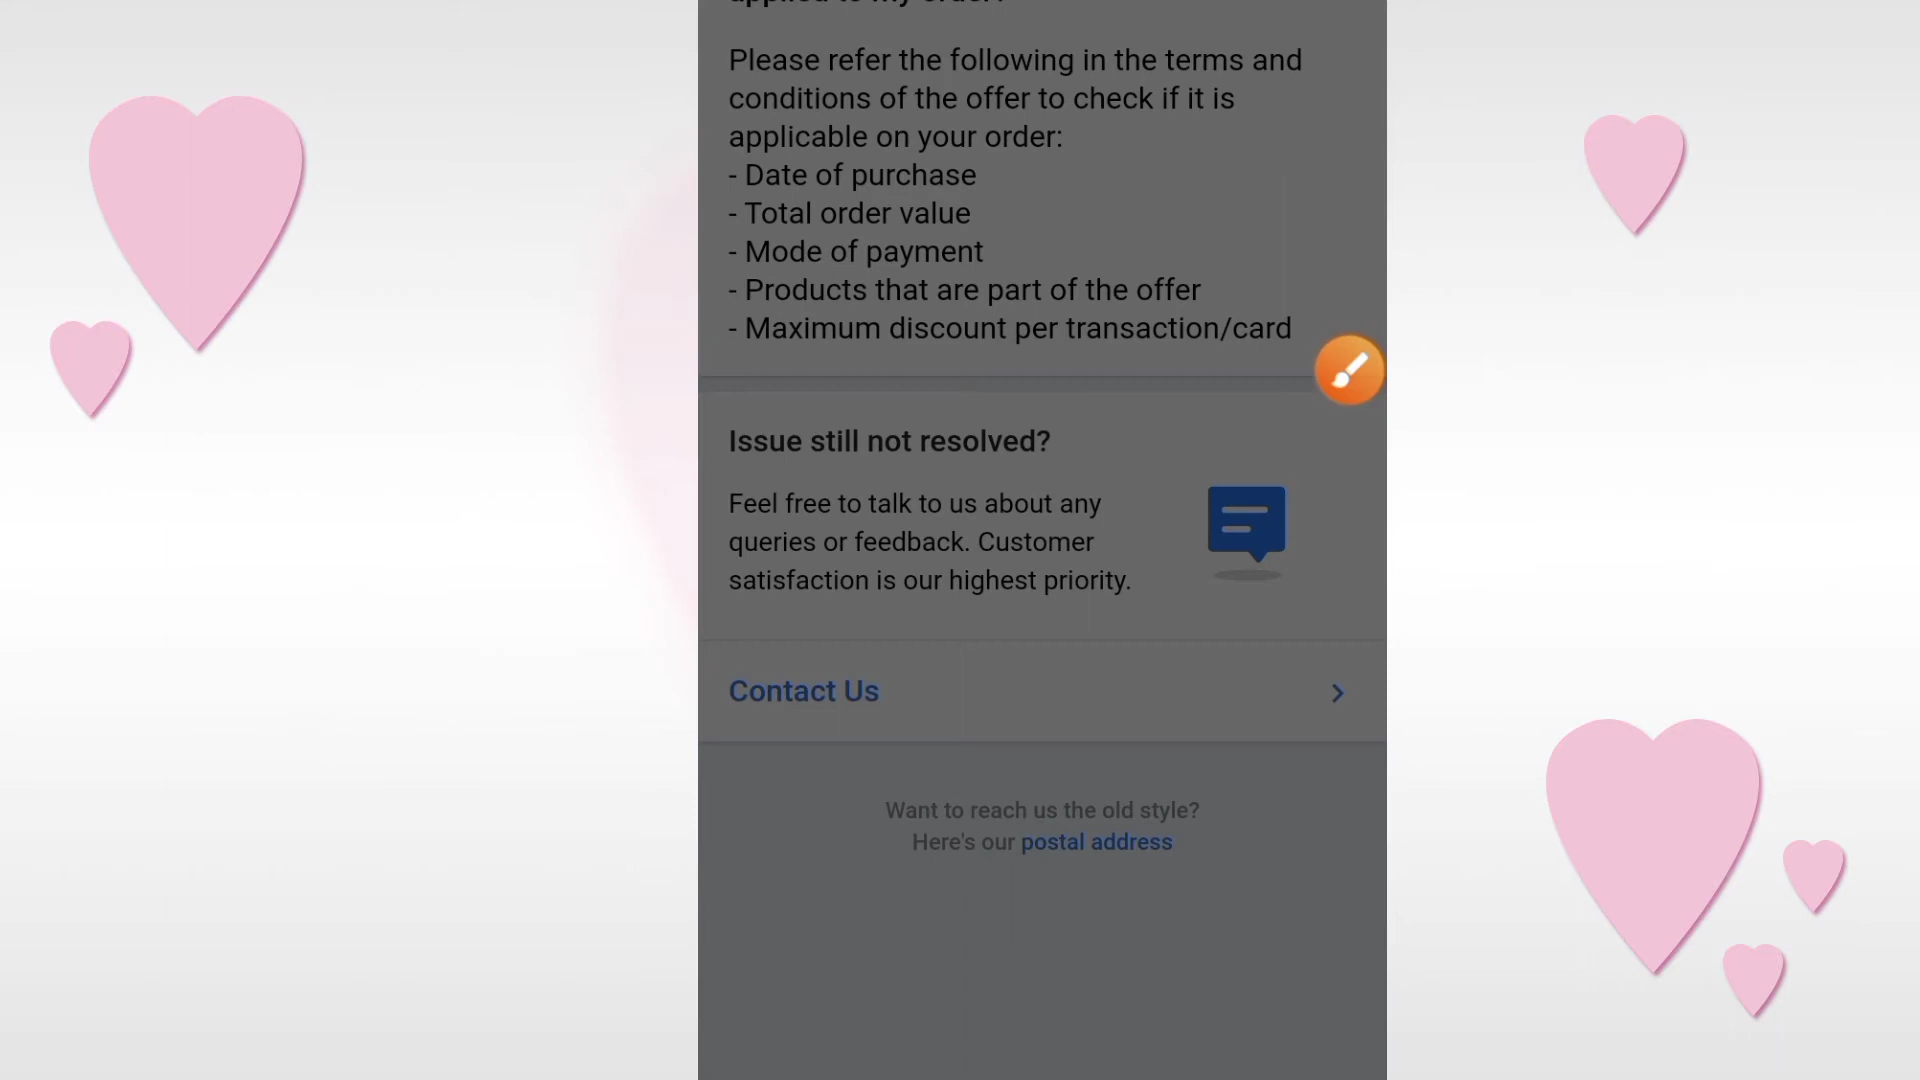 applied to my order?
Please refer the following in the terms and
conditions of the offer to check if it is
applicable on your order:
- Date of purchase
- Total order value
- Mode of payment
- Products that are part of the offer
- Maximum discount per transaction/card
Issue still not resolved?
Feel free to talk to us about any
queries or feedback. Customer
satisfaction is our highest priority.
Contact Us
Want to reach us the old style?
Here's our postal address